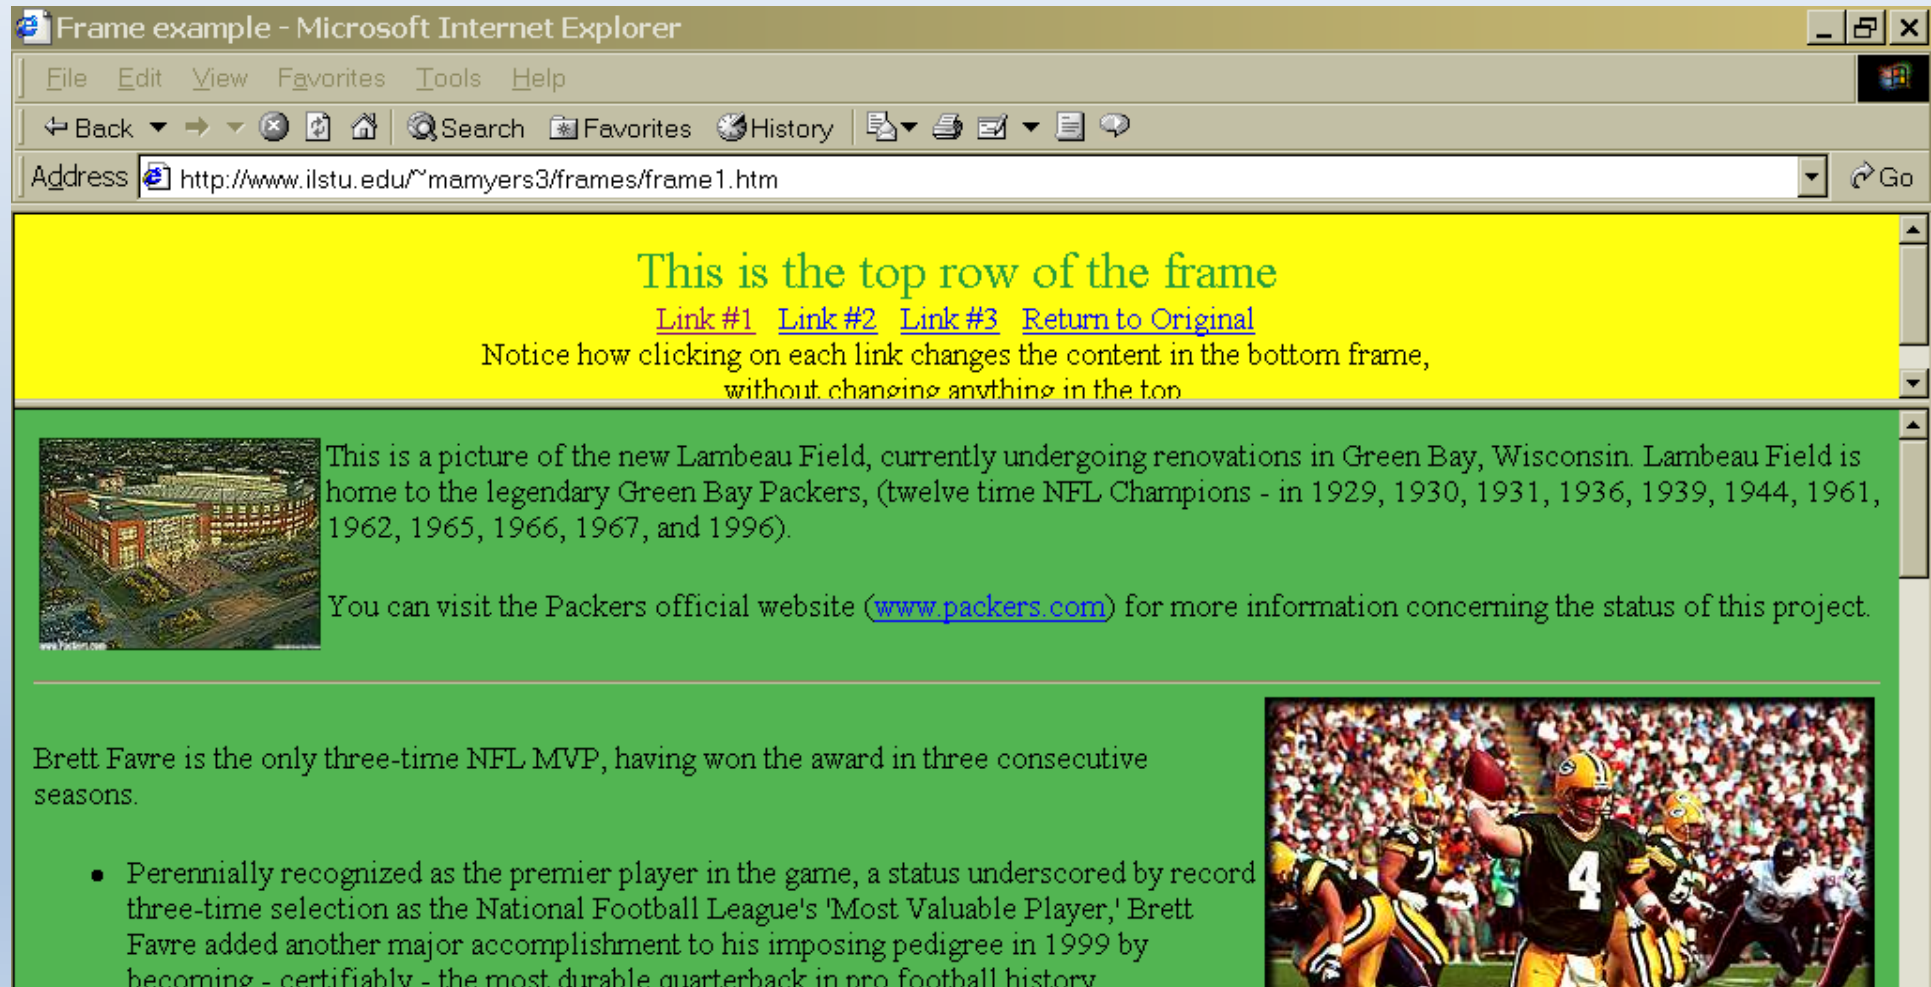 Frame example - Microsoft Internet Explorer
File Edit View Favorites Tools Help
Back Search Favorites History
Address http://www.ilstu.edu/~mamyers3/frames/frame1.htm Go
This is the top row of the frame
Link #1 Link #2 Link #3 Return to Original
Notice how clicking on each link changes the content in the bottom frame,
without changing anything in the top
This is a picture of the new Lambeau Field, currently undergoing renovations in Green Bay, Wisconsin. Lambeau Field is
home to the legendary Green Bay Packers, (twelve time NFL Champions - in 1929, 1930, 1931, 1936, 1939, 1944, 1961,
1962, 1965, 1966, 1967, and 1996).
You can visit the Packers official website (www.packers.com) for more information concerning the status of this project.
www.Packers.com
Brett Favre is the only three-time NFL MVP, having won the award in three consecutive
seasons.
• Perennially recognized as the premier player in the game, a status underscored by record
three-time selection as the National Football League's 'Most Valuable Player,' Brett
Favre added another major accomplishment to his imposing pedigree in 1999 by
becoming - certifiably - the most durable quarterback in pro football history
4